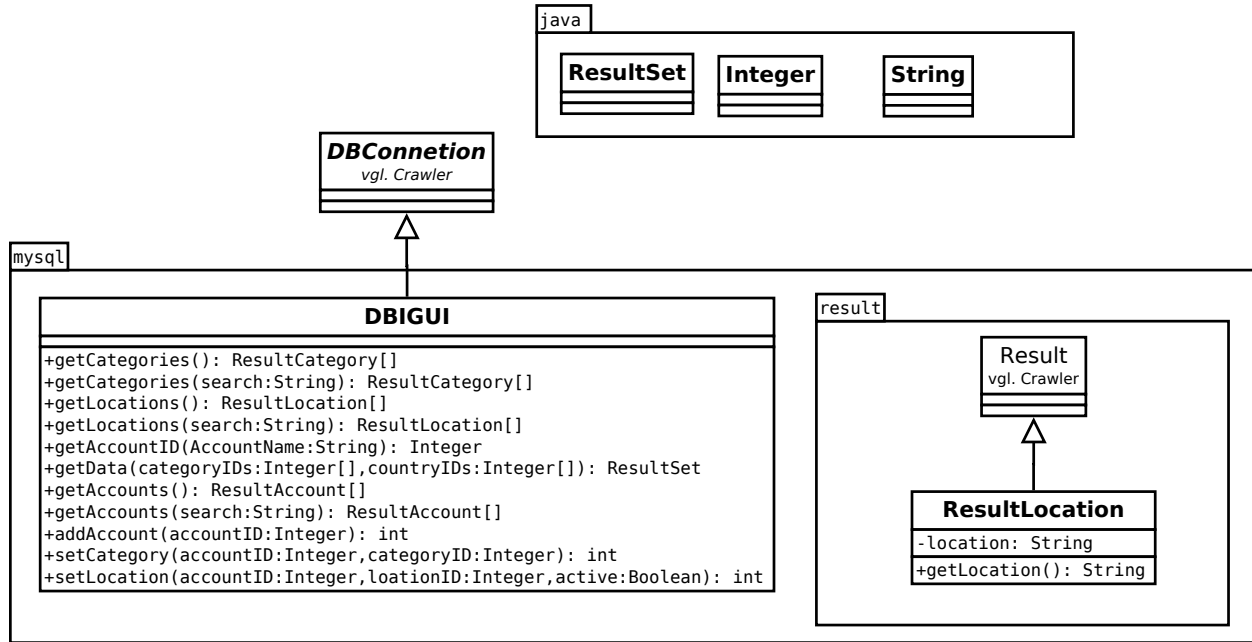 java
ResultSet
Integer
String
DBConnetion
vgl. Crawler
mysql
DBIGUI
+getCategories(): ResultCategory[]
+getCategories(search:String): ResultCategory[]
+getLocations(): ResultLocation[]
+getLocations(search:String): ResultLocation[]
+getAccountID(AccountName:String): Integer
+getData(categoryIDs:Integer[],countryIDs:Integer[]): ResultSet
+getAccounts(): ResultAccount[]
+getAccounts(search:String): ResultAccount[]
+addAccount(accountID:Integer): int
+setCategory(accountID:Integer,categoryID:Integer): int
+setLocation(accountID:Integer,loationID:Integer,active:Boolean): int
result
Result
vgl. Crawler
ResultLocation
-location: String
+getLocation(): String